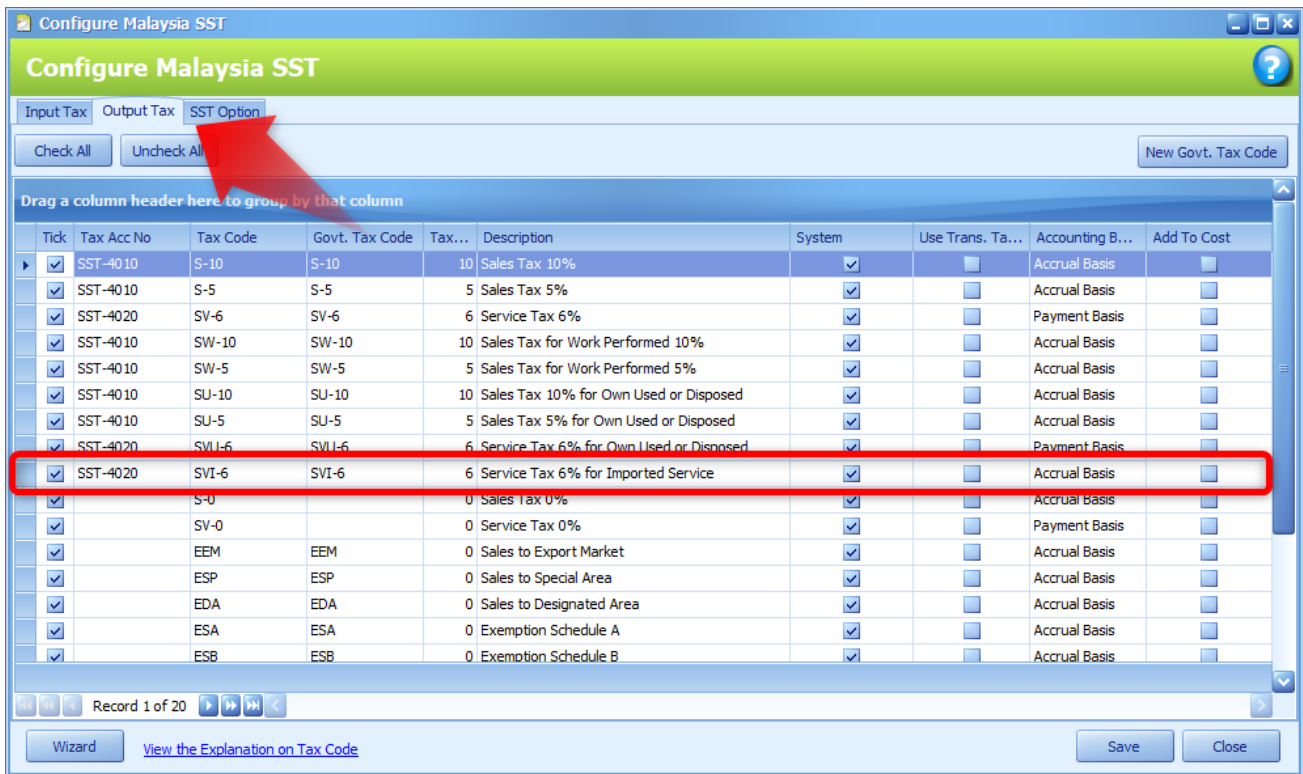 Configure Malaysia SST
Configure Malaysia SST
?
Input Tax Output Tax SST Option
Check All Uncheck All New Govt. Tax Code
Drag a column header here to group by that column
Tick Tax Acc No Tax Code Govt. Tax Code Tax... Description System Use Trans. Ta... Accounting B... Add To Cost
SST-4010 S-10 S-10 10 Sales Tax 10% Accrual Basis
SST-4010 S-5 S-5 5 Sales Tax 5% Accrual Basis
SST-4020 SV-6 SV-6 6 Service Tax 6% Payment Basis
SST-4010 SW-10 SW-10 10 Sales Tax for Work Performed 10% Accrual Basis
SST-4010 SW-5 SW-5 5 Sales Tax for Work Performed 5% Accrual Basis
SST-4010 SU-10 SU-10 10 Sales Tax 10% for Own Used or Disposed Accrual Basis
SST-4010 SU-5 SU-5 5 Sales Tax 5% for Own Used or Disposed Accrual Basis
SST-4020 SVU-6 SVU-6 6 Service Tax 6% for Own Used or Disposed Payment Basis
SST-4020 SVI-6 SVI-6 6 Service Tax 6% for Imported Service Accrual Basis
S-0 0 Sales Tax 0% Accrual Basis
SV-0 0 Service Tax 0% Payment Basis
EEM EEM 0 Sales to Export Market Accrual Basis
ESP ESP 0 Sales to Special Area Accrual Basis
EDA EDA 0 Sales to Designated Area Accrual Basis
ESA ESA 0 Exemption Schedule A Accrual Basis
ESB ESB 0 Exemption Schedule B Accrual Basis
Record 1 of 20
Wizard View the Explanation on Tax Code Save Close